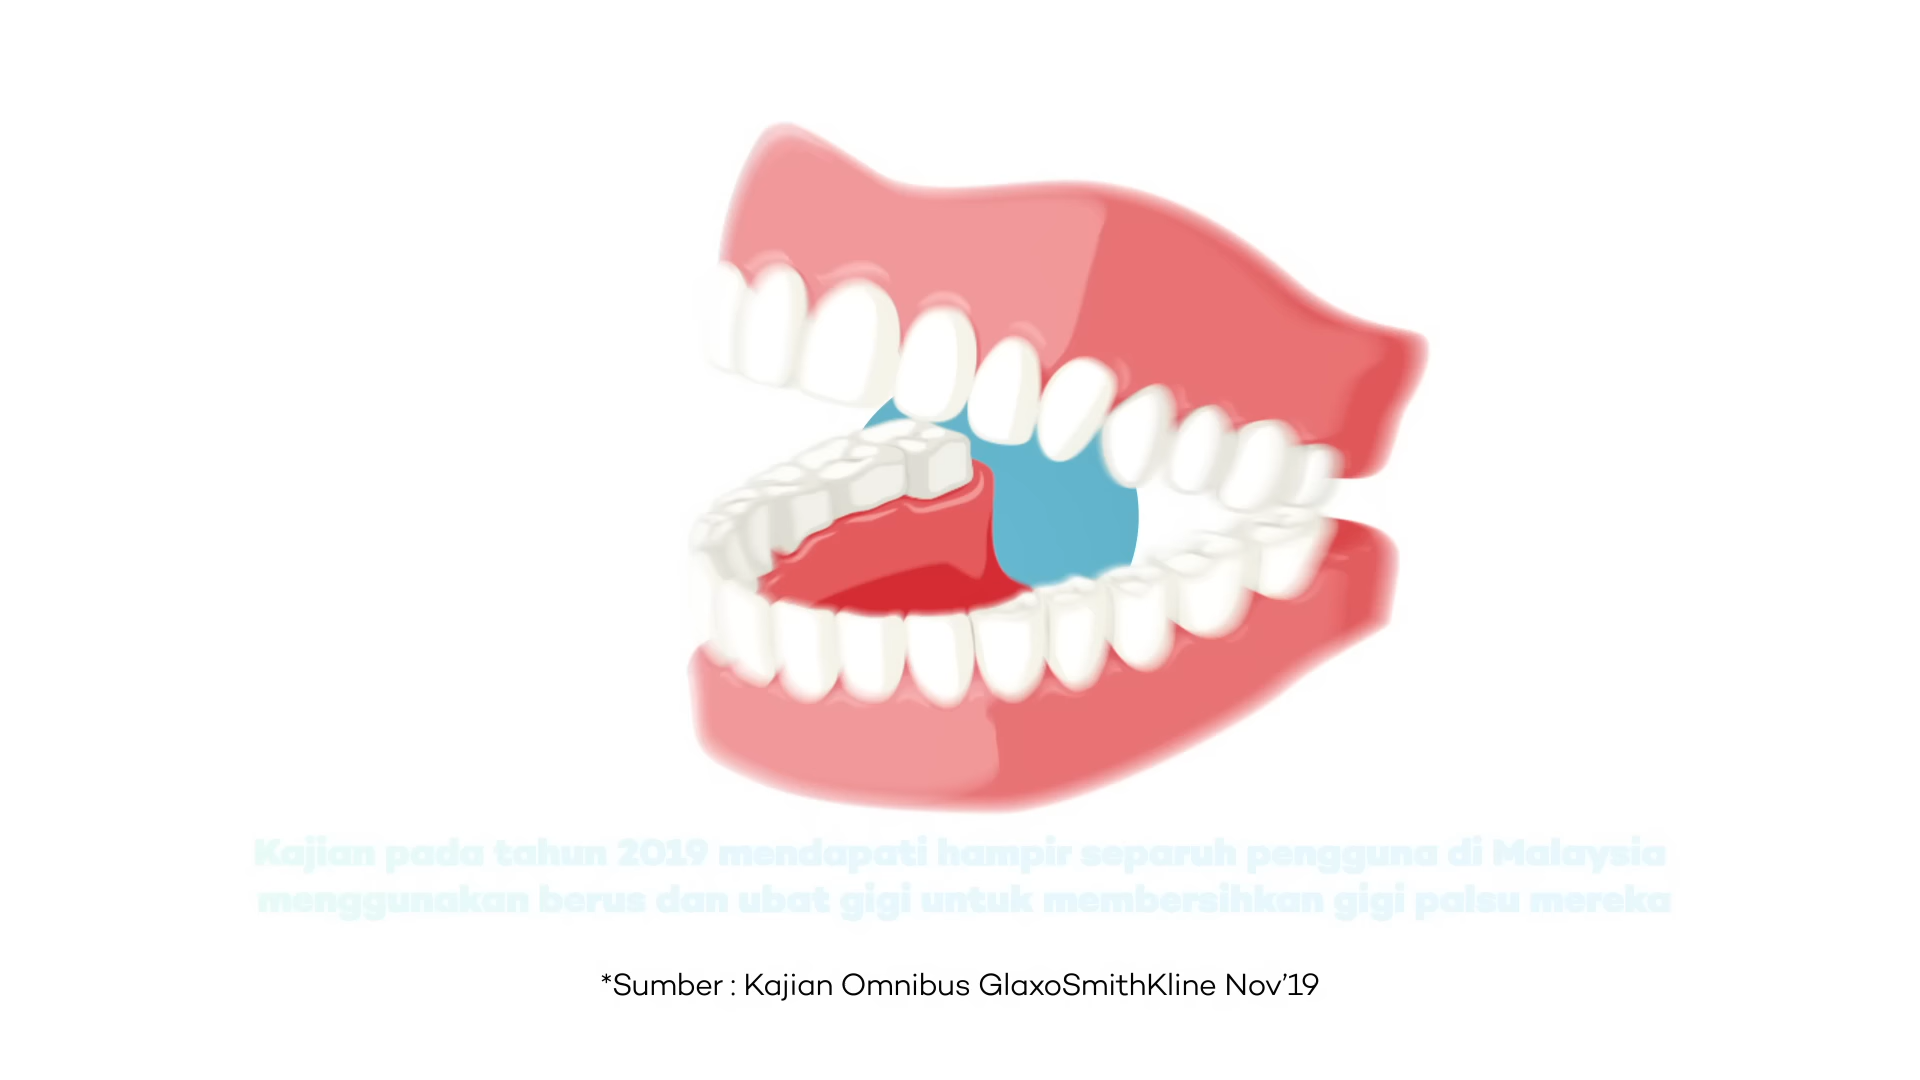 Kajian pada tahun 2019 mendapati hampir separuh pengguna di Malaysia
menggunakan berus dan ubat gigi untuk membersihkan gigi palsu mereka
*Sumber : Kajian Omnibus GlaxoSmithKline Nov’19